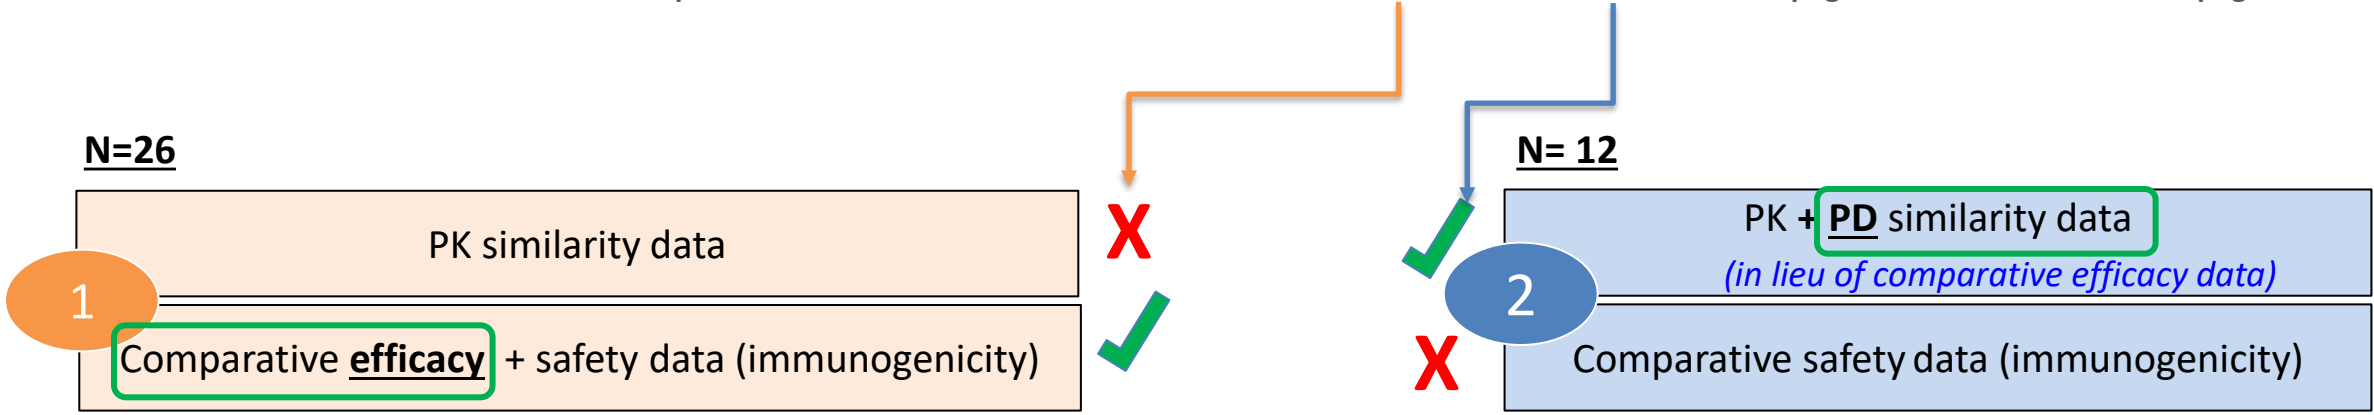 N=26
N= 12
PK similarity data
X
PK + PD similarity data
(in lieu of comparative efficacy data)
1
2
Comparative efficacy + safety data (immunogenicity)
X
Comparative safety data (immunogenicity)